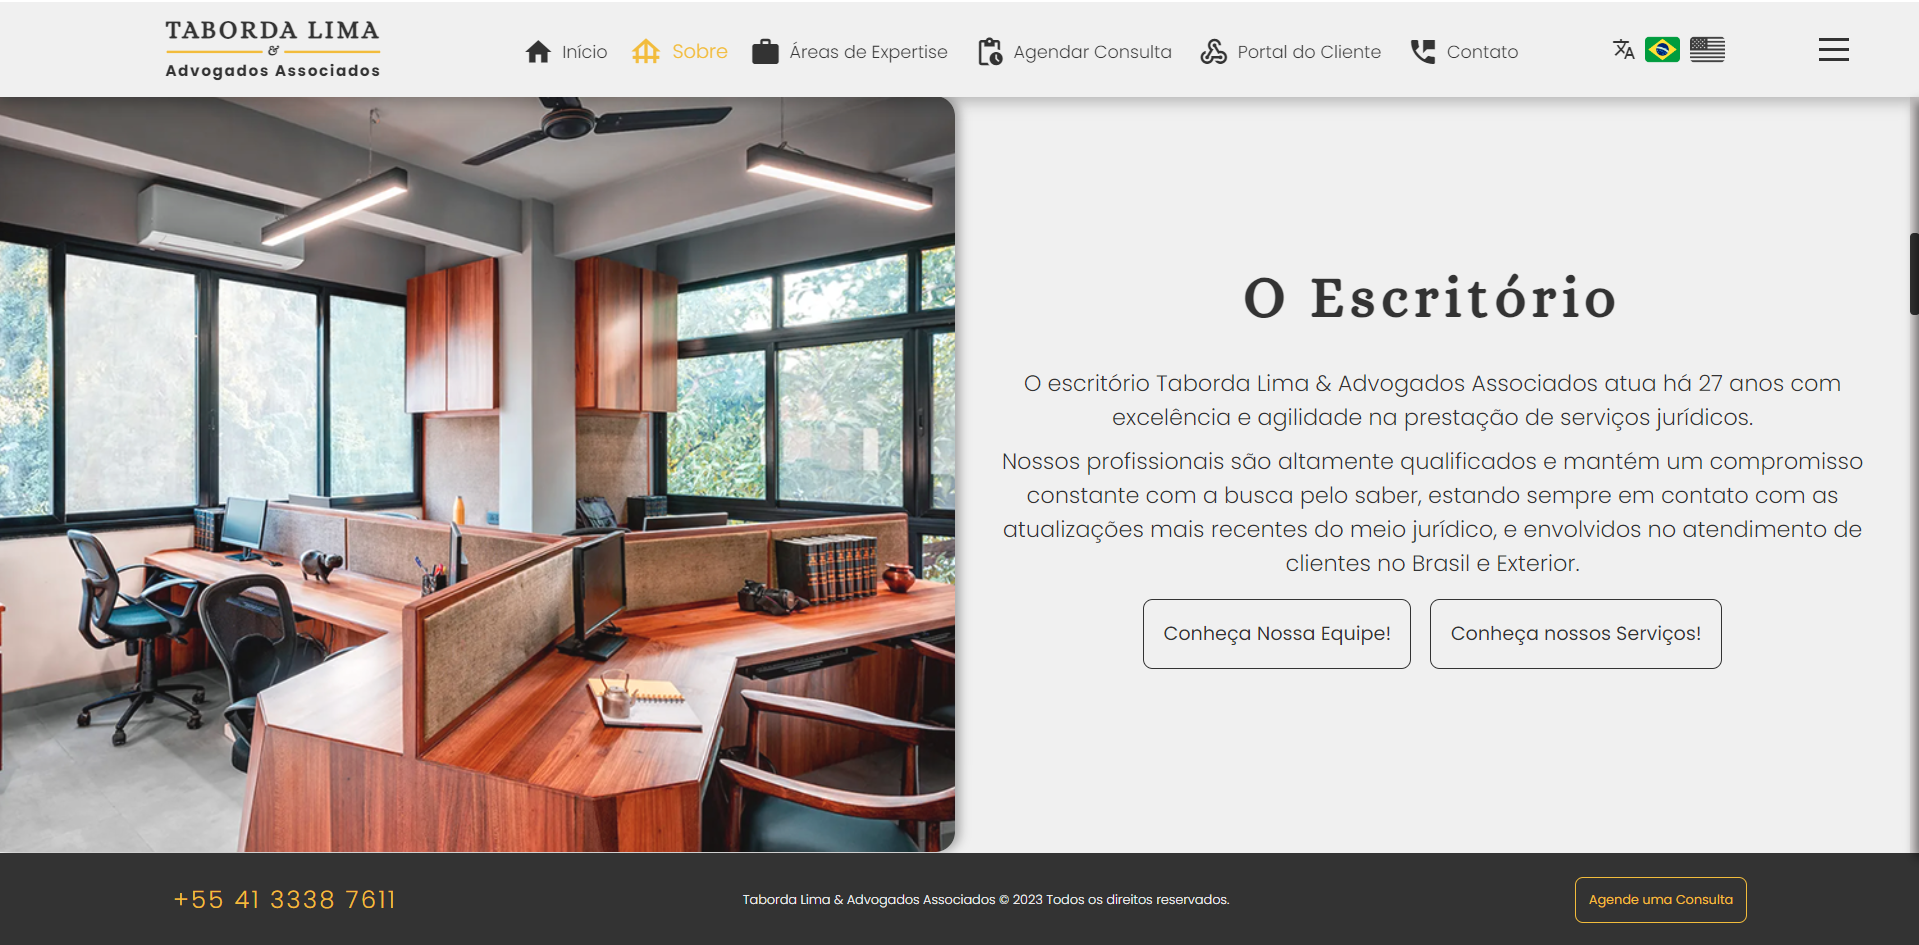 TABORDA LIMA
&
Advogados Associados
Início
Sobre
Áreas de Expertise
Agendar Consulta
Portal do Cliente
Contato
O Escritório
O escritório Taborda Lima & Advogados Associados atua há 27 anos com
excelência e agilidade na prestação de serviços jurídicos.
Nossos profissionais são altamente qualificados e mantém um compromisso
constante com a busca pelo saber, estando sempre em contato com as
atualizações mais recentes do meio jurídico, e envolvidos no atendimento de
clientes no Brasil e Exterior.
Conheça Nossa Equipe!
Conheça nossos Serviços!
+55 41 3338 7611
Taborda Lima & Advogados Associados © 2023 Todos os direitos reservados.
Agende uma Consulta